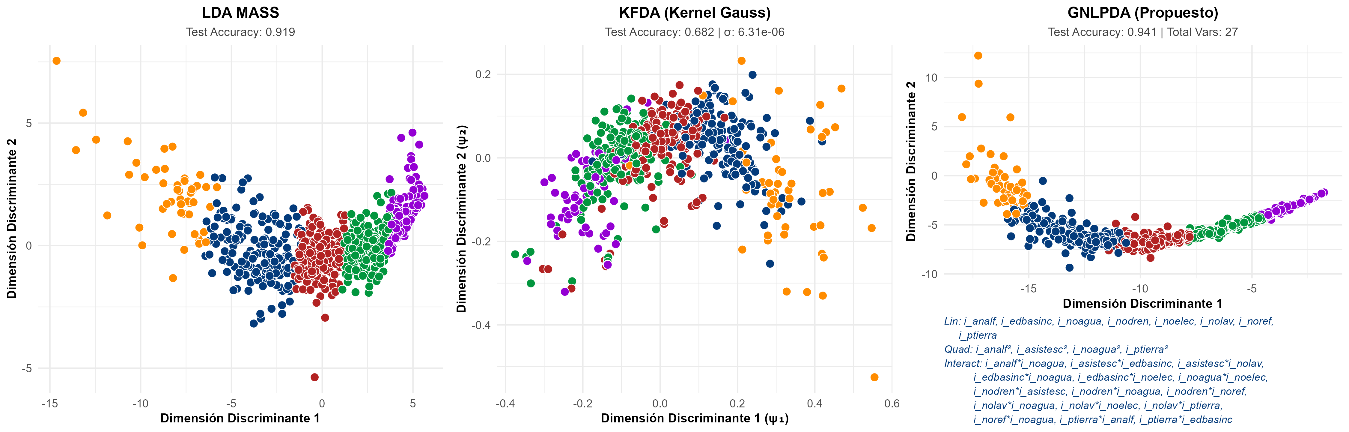 LDA MASS
Test Accuracy: 0.919
Dimensión Discriminante 2
5
0
-5
-15
-10
-5
0
5
Dimensión Discriminante 1
KFDA (Kernel Gauss)
Test Accuracy: 0.682 | σ: 6.31e-06
Dimensión Discriminante 2 (ψ₂)
0.2
0.0
-0.2
-0.4
-0.4
-0.2
0.0
0.2
0.4
0.6
Dimensión Discriminante 1 (ψ₁)
GNLPDA (Propuesto)
Test Accuracy: 0.941 | Total Vars: 27
Dimensión Discriminante 2
10
5
0
-5
-10
-15
-10
-5
Dimensión Discriminante 1
Lin: i_analf, i_edbasinc, i_noagua, i_nodren, i_noelec, i_nolav, i_noref,
i_ptierra
Quad: i_analf², i_asistesc², i_noagua², i_ptierra²
Interact: i_analf*i_noagua, i_asistesc*i_edbasinc, i_asistesc*i_nolav,
i_edbasinc*i_noagua, i_edbasinc*i_noelec, i_noagua*i_noelec,
i_nodren*i_asistesc, i_nodren*i_noagua, i_nodren*i_noref,
i_nolav*i_noagua, i_nolav*i_noelec, i_nolav*i_ptierra,
i_noref*i_noagua, i_ptierra*i_analf, i_ptierra*i_edbasinc